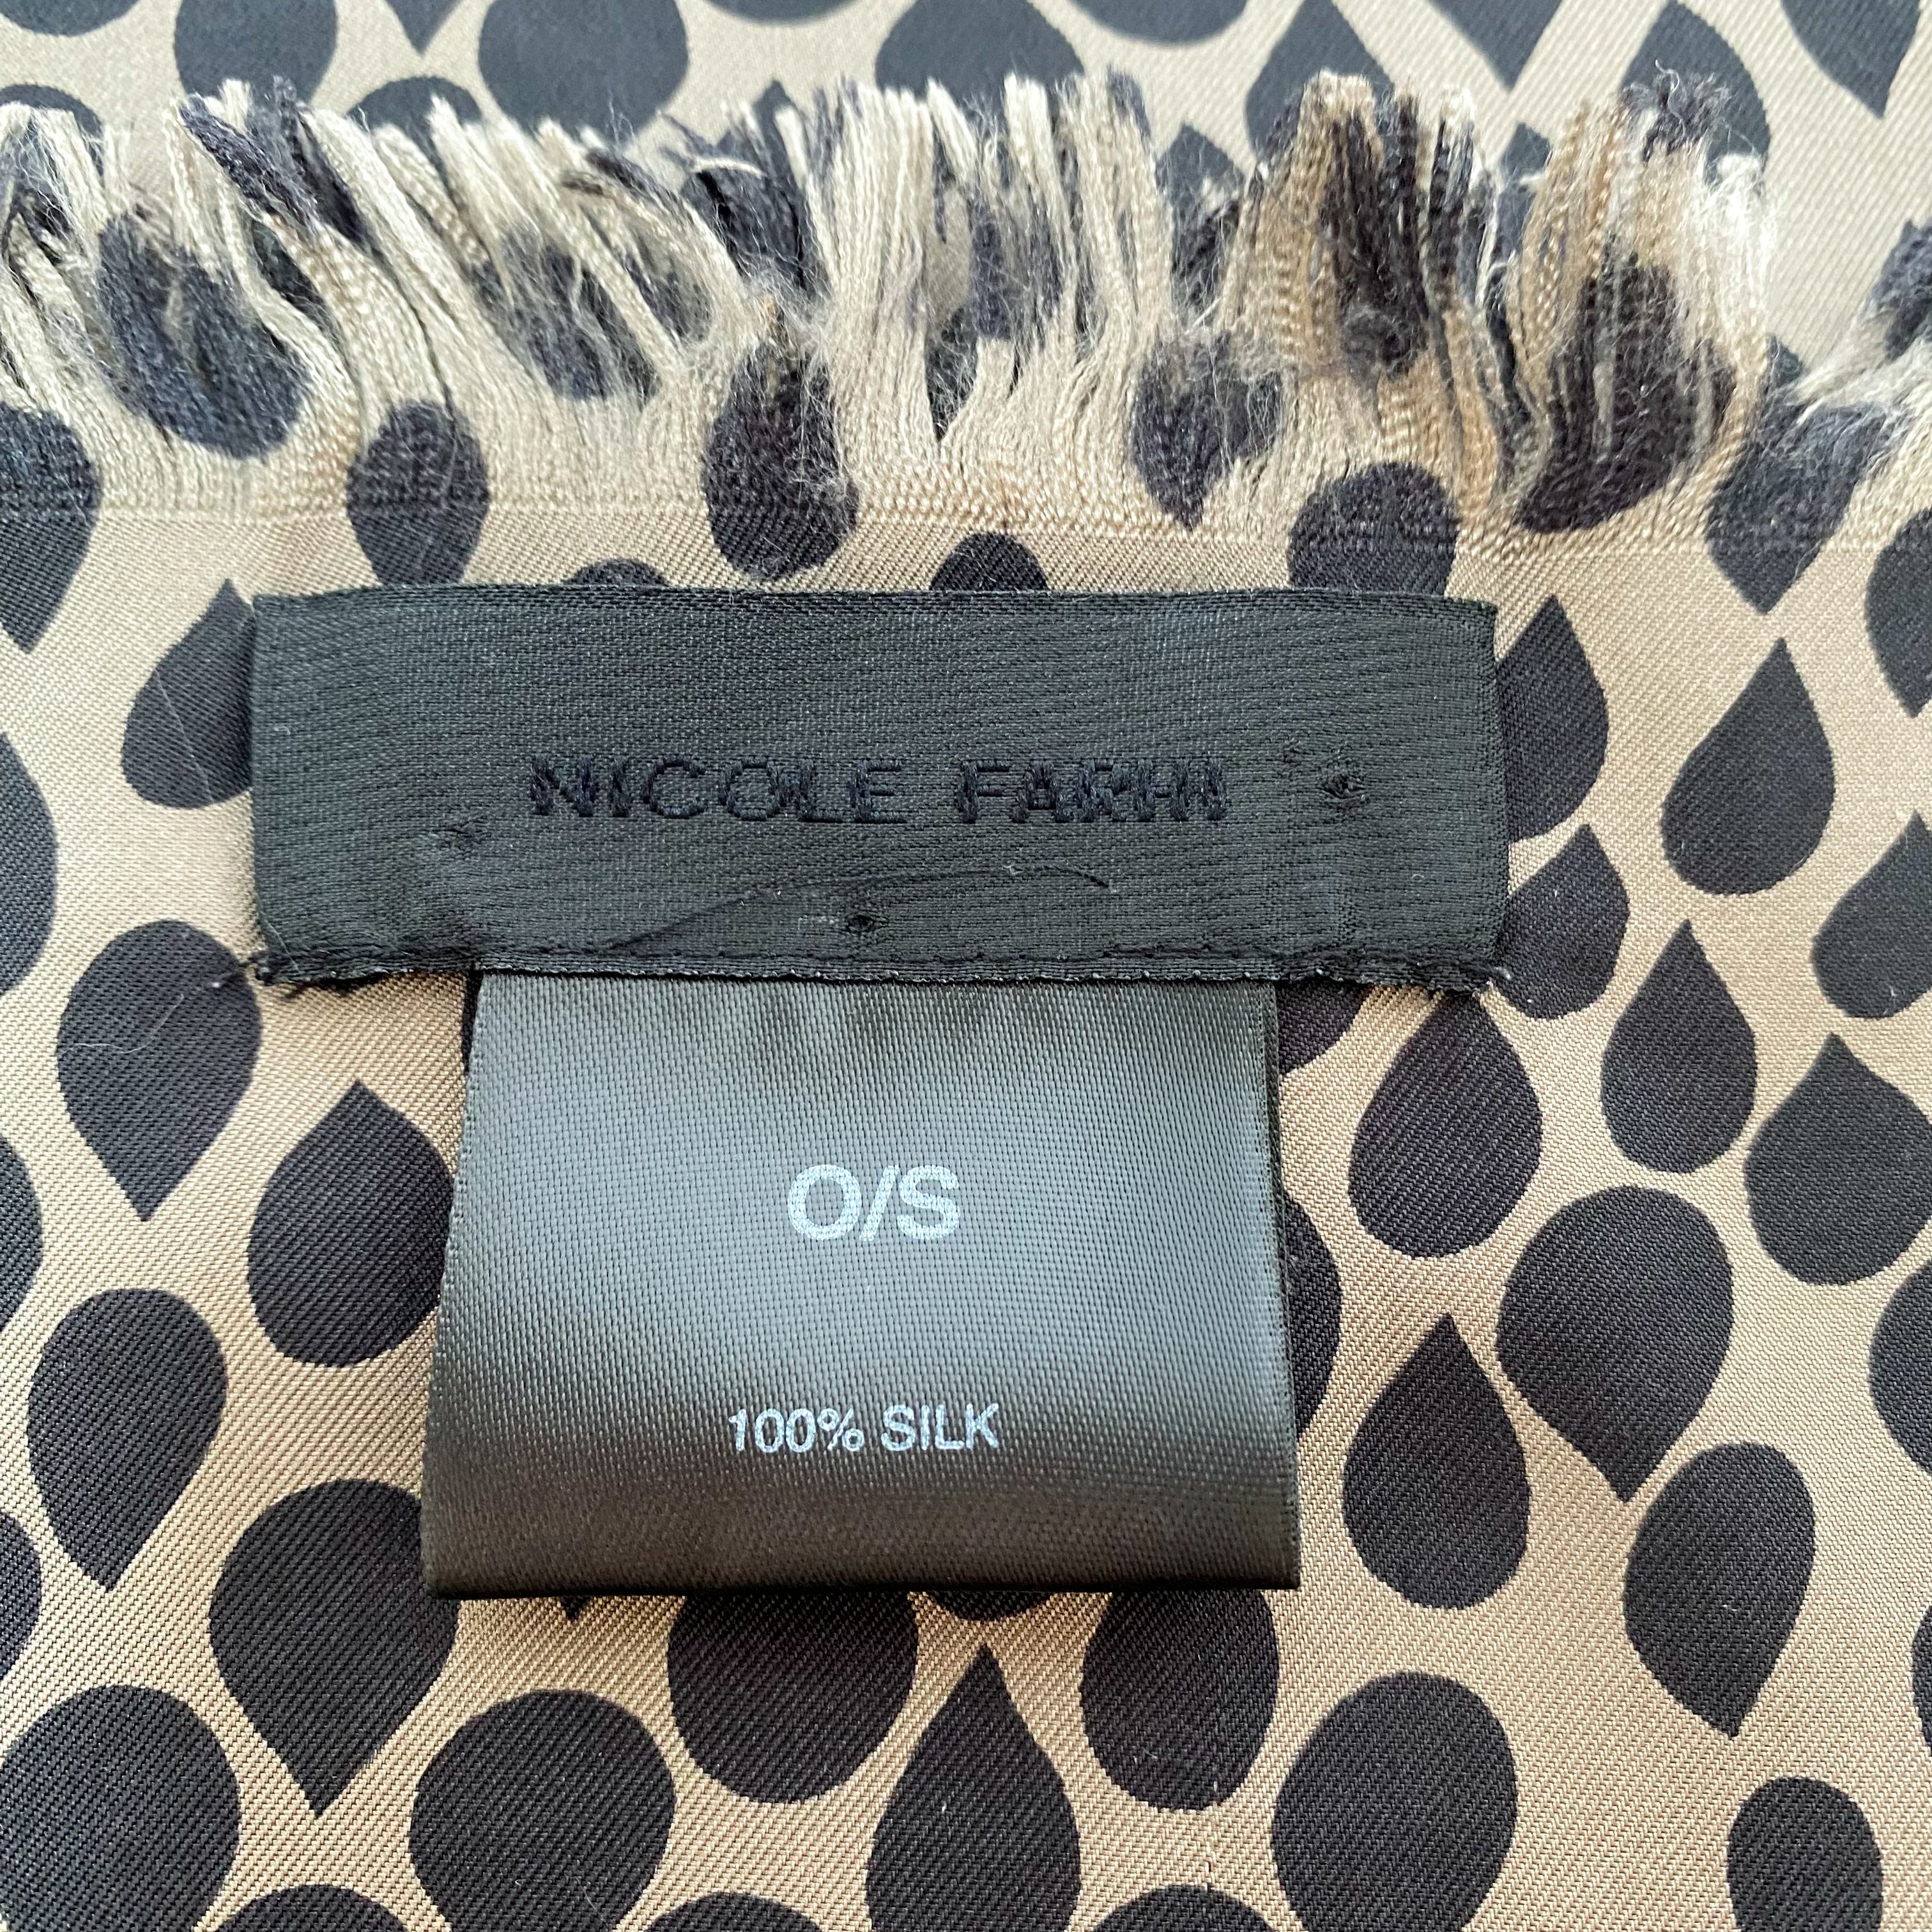 NICOLE FARHI
O/S
100% SILK